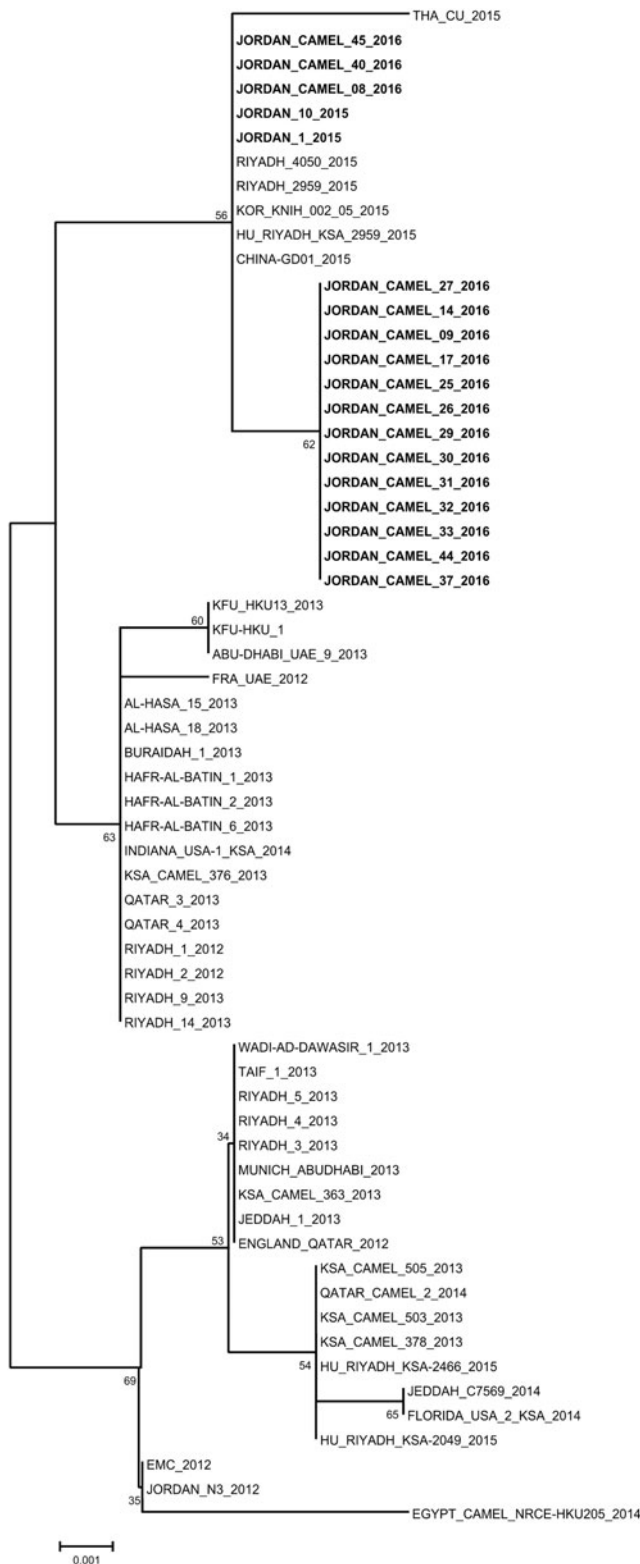 THA_CU_2015
JORDAN_CAMEL_45_2016
JORDAN_CAMEL_40_2016
JORDAN_CAMEL_08_2016
JORDAN_10_2015
JORDAN_1_2015
RIYADH_4050_2015
RIYADH_2959_2015
KOR_KNIH_002_05_2015
56
HU_RIYADH_KSA_2959_2015
CHINA-GD01_2015
JORDAN_CAMEL_27_2016
JORDAN_CAMEL_14_2016
JORDAN_CAMEL_09_2016
JORDAN_CAMEL_17_2016
JORDAN_CAMEL_25_2016
JORDAN_CAMEL_26_2016
JORDAN_CAMEL_29_2016
62
JORDAN_CAMEL_30_2016
JORDAN_CAMEL_31_2016
JORDAN_CAMEL_32_2016
JORDAN_CAMEL_33_2016
JORDAN_CAMEL_44_2016
JORDAN_CAMEL_37_2016
KFU_HKU13_2013
60
KFU-HKU_1
ABU-DHABI_UAE_9_2013
FRA_UAE_2012
AL-HASA_15_2013
AL-HASA_18_2013
BURAIDAH_1_2013
HAFR-AL-BATIN_1_2013
HAFR-AL-BATIN_2_2013
HAFR-AL-BATIN_6_2013
63
INDIANA_USA-1_KSA_2014
KSA_CAMEL_376_2013
QATAR_3_2013
QATAR_4_2013
RIYADH_1_2012
RIYADH_2_2012
RIYADH_9_2013
RIYADH_14_2013
WADI-AD-DAWASIR_1_2013
TAIF_1_2013
RIYADH_5_2013
RIYADH_4_2013
34
RIYADH_3_2013
MUNICH_ABUDHABI_2013
KSA_CAMEL_363_2013
JEDDAH_1_2013
53
ENGLAND_QATAR_2012
KSA_CAMEL_505_2013
QATAR_CAMEL_2_2014
KSA_CAMEL_503_2013
KSA_CAMEL_378_2013
54
HU_RIYADH_KSA-2466_2015
69
JEDDAH_C7569_2014
65
FLORIDA_USA_2_KSA_2014
HU_RIYADH_KSA-2049_2015
EMC_2012
JORDAN_N3_2012
35
EGYPT_CAMEL_NRCE-HKU205_2014
0.001